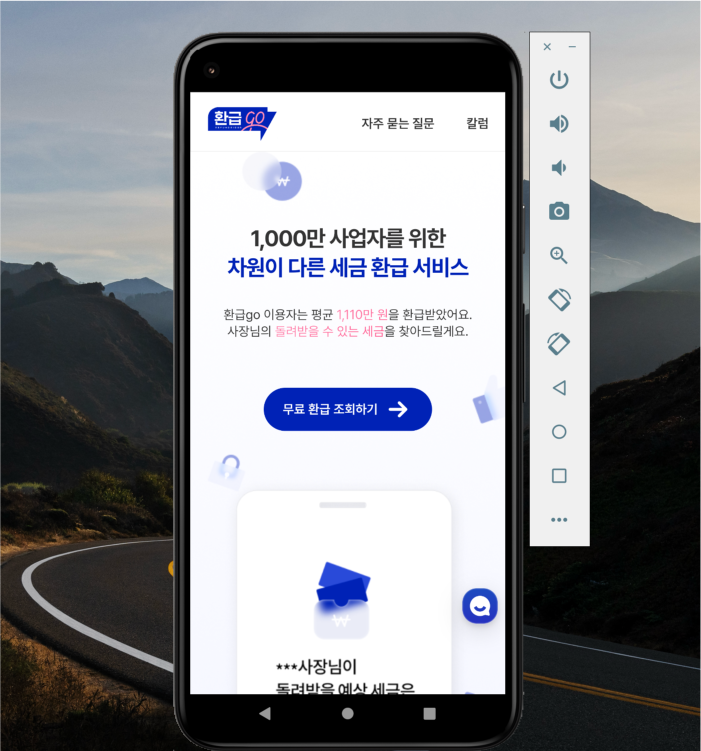 환급 GO
자주 묻는 질문
칼럼
1,000만 사업자를 위한
차원이 다른 세금 환급 서비스
환급go 이용자는 평균 1,110만 원을 환급받았어요.
사장님의 돌려받을 수 있는 세금을 찾아드릴게요.
무료 환급 조회하기
***사장님이
돌려받을 예상 세금은